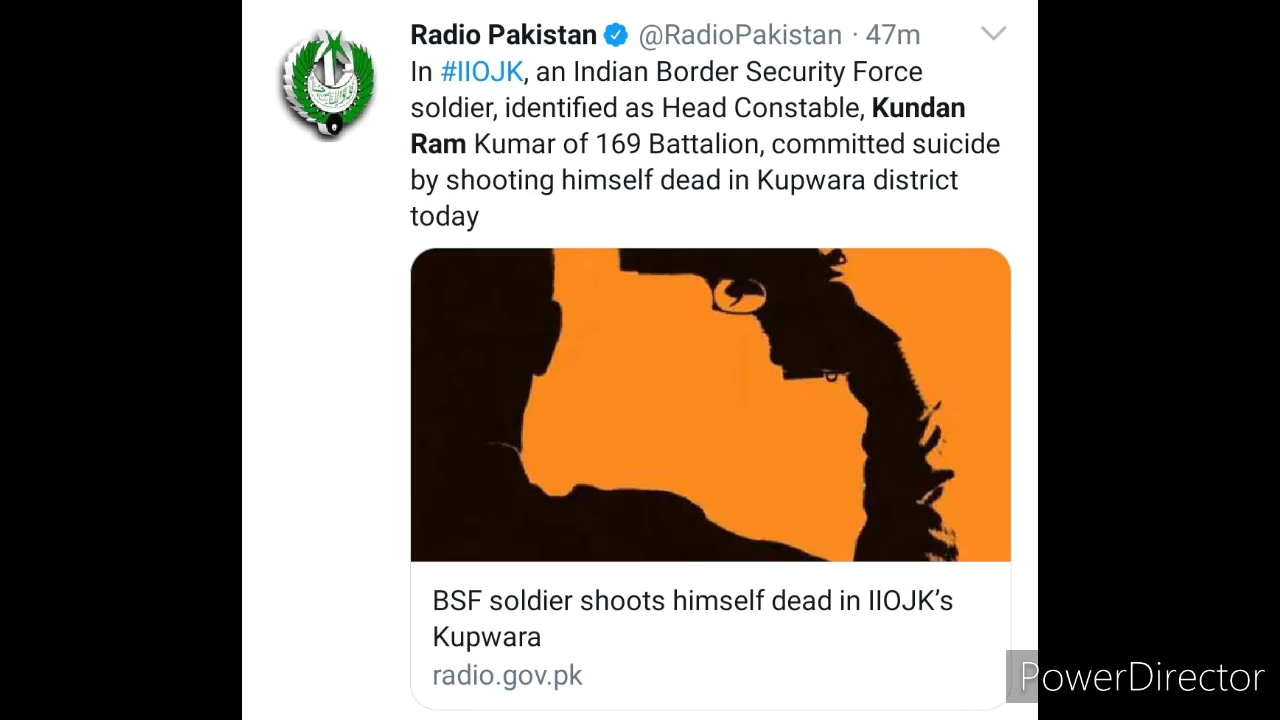 Radio Pakistan @RadioPakistan · 47m
In #IIOJK, an Indian Border Security Force
soldier, identified as Head Constable, Kundan
Ram Kumar of 169 Battalion, committed suicide
by shooting himself dead in Kupwara district
today
BSF soldier shoots himself dead in IIOJK’s
Kupwara
radio.gov.pk
PowerDirector